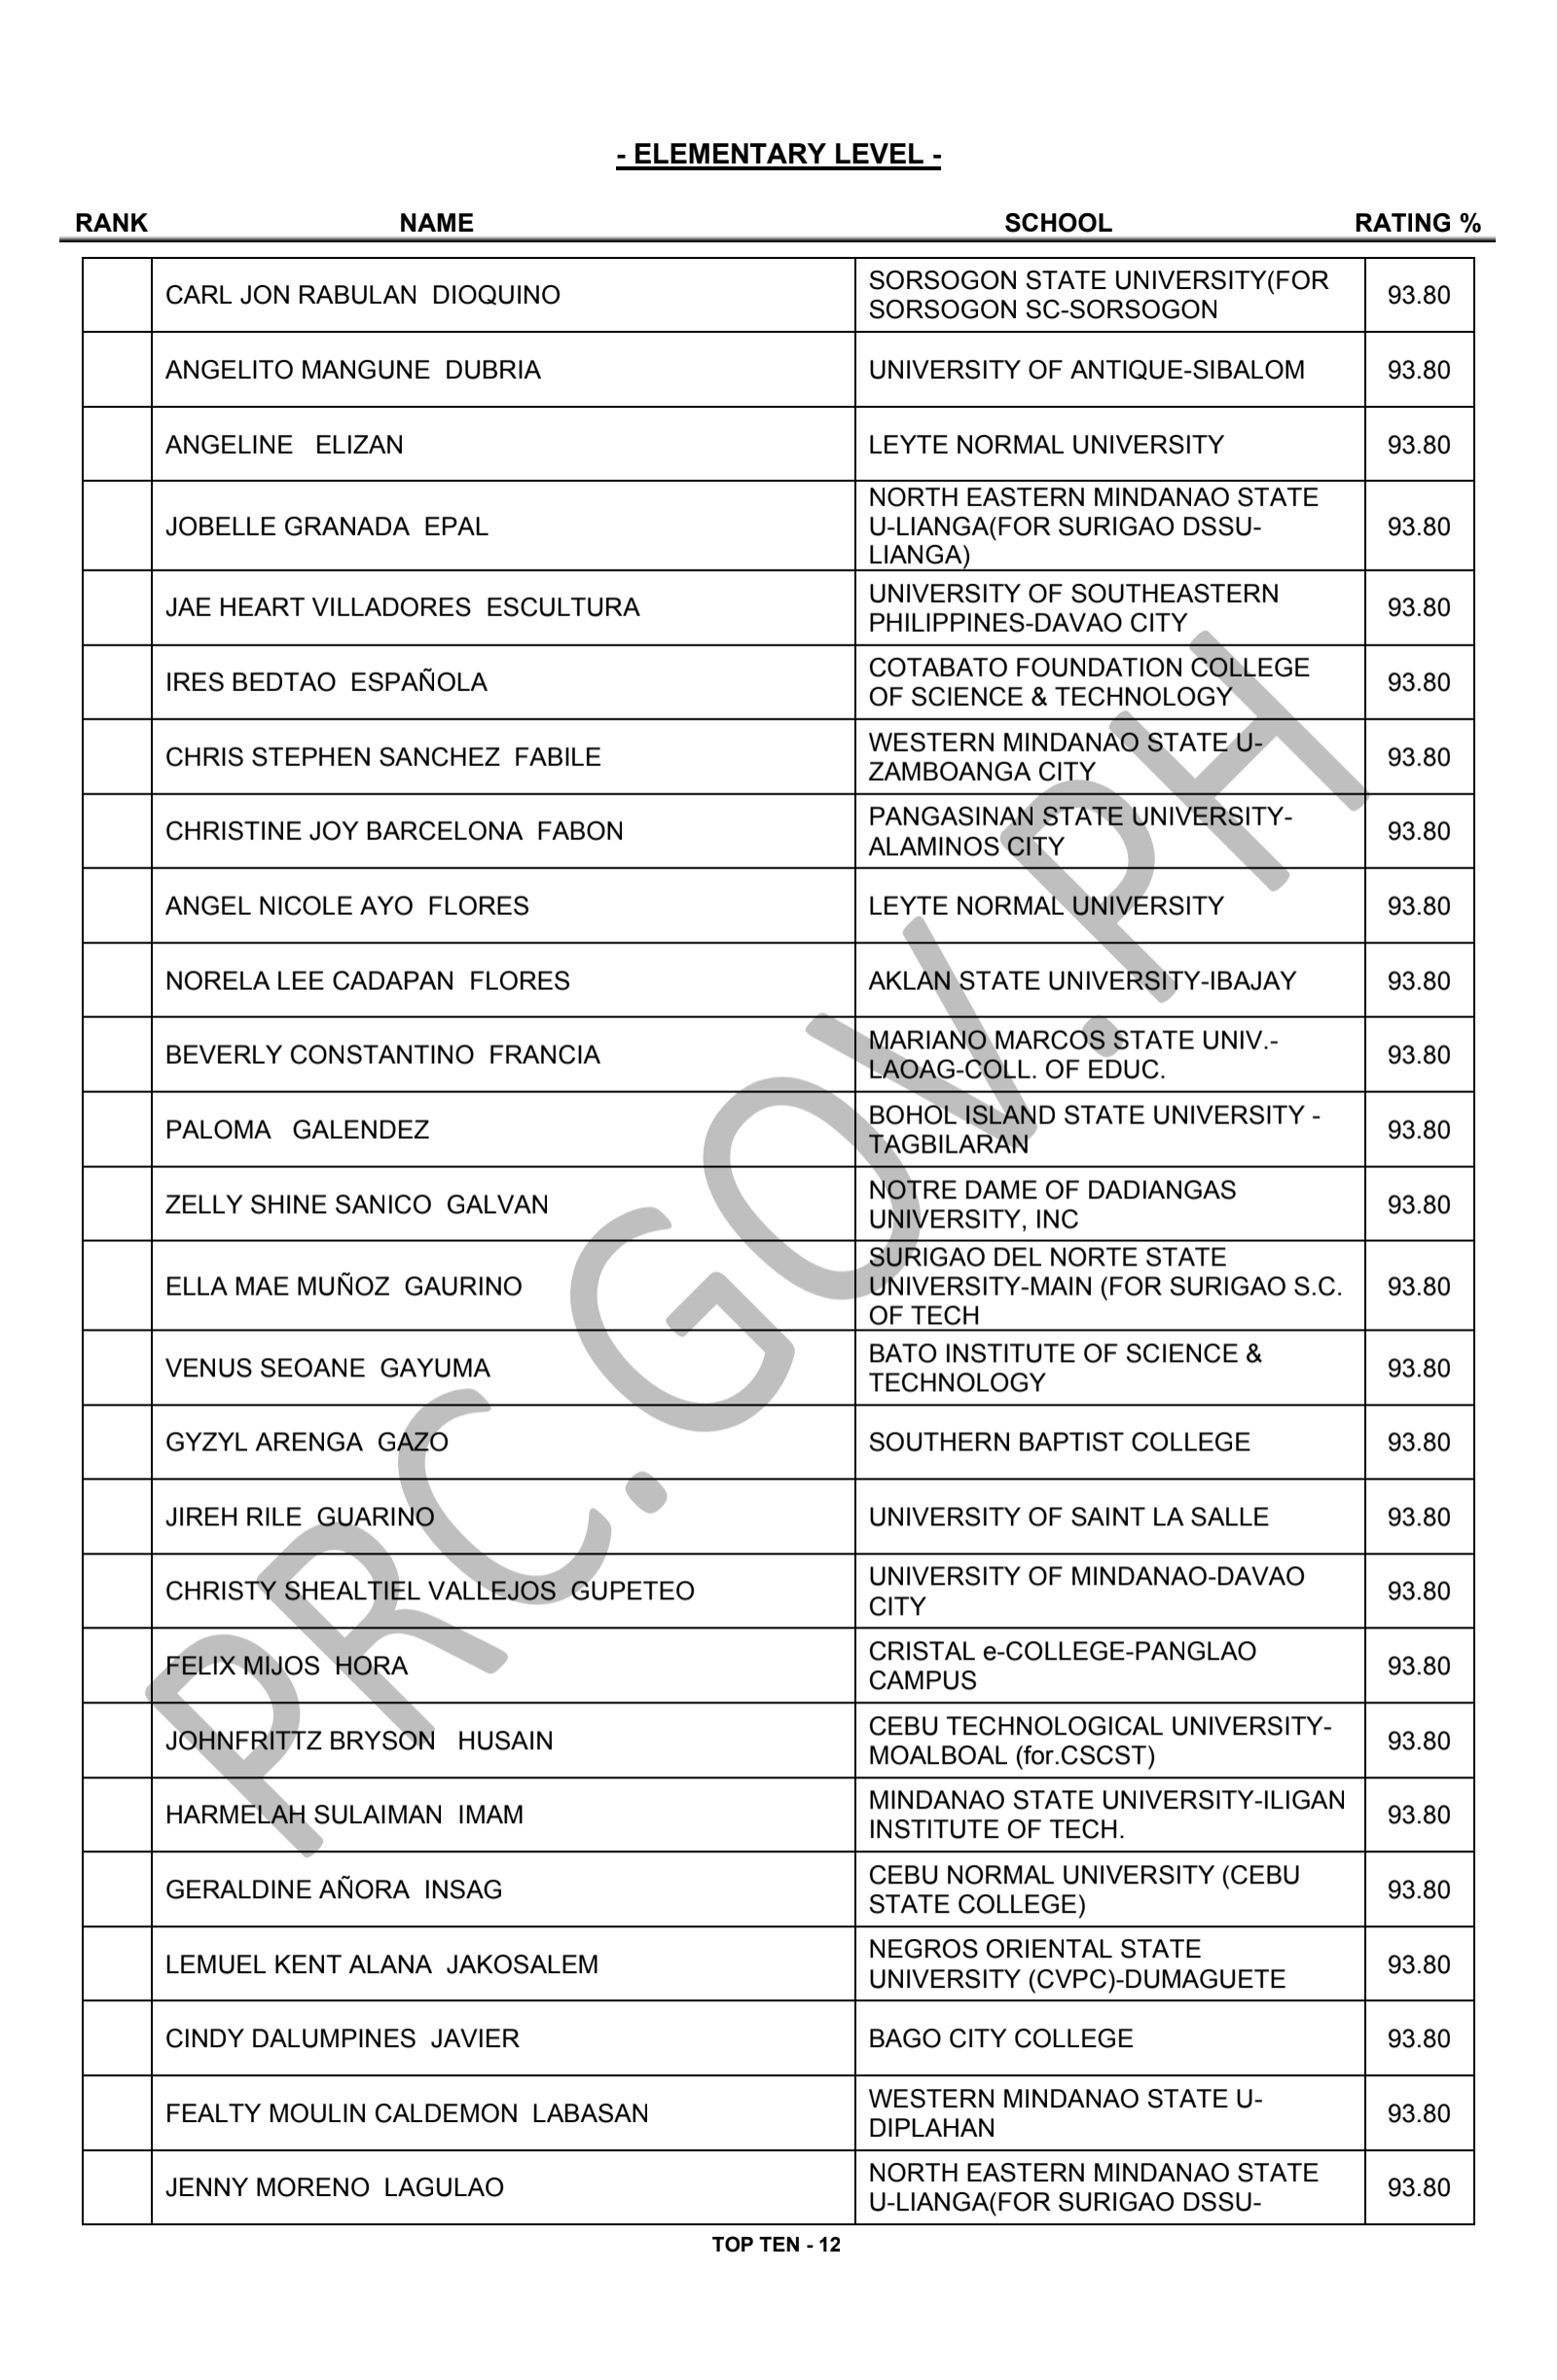 - ELEMENTARY LEVEL -
RANK NAME SCHOOL RATING %
CARL JON RABULAN DIOQUINO SORSOGON STATE UNIVERSITY(FOR SORSOGON SC-SORSOGON 93.80
ANGELITO MANGUNE DUBRIA UNIVERSITY OF ANTIQUE-SIBALOM 93.80
ANGELINE ELIZAN LEYTE NORMAL UNIVERSITY 93.80
JOBELLE GRANADA EPAL NORTH EASTERN MINDANAO STATE U-LIANGA(FOR SURIGAO DSSU-LIANGA) 93.80
JAE HEART VILLADORES ESCULTURA UNIVERSITY OF SOUTHEASTERN PHILIPPINES-DAVAO CITY 93.80
IRES BEDTAO ESPAÑOLA COTABATO FOUNDATION COLLEGE OF SCIENCE & TECHNOLOGY 93.80
CHRIS STEPHEN SANCHEZ FABILE WESTERN MINDANAO STATE U-ZAMBOANGA CITY 93.80
CHRISTINE JOY BARCELONA FABON PANGASINAN STATE UNIVERSITY-ALAMINOS CITY 93.80
ANGEL NICOLE AYO FLORES LEYTE NORMAL UNIVERSITY 93.80
NORELA LEE CADAPAN FLORES AKLAN STATE UNIVERSITY-IBAJAY 93.80
BEVERLY CONSTANTINO FRANCIA MARIANO MARCOS STATE UNIV.-LAOAG-COLL. OF EDUC. 93.80
PALOMA GALENDEZ BOHOL ISLAND STATE UNIVERSITY - TAGBILARAN 93.80
ZELLY SHINE SANICO GALVAN NOTRE DAME OF DADIANGAS UNIVERSITY, INC 93.80
ELLA MAE MUÑOZ GAURINO SURIGAO DEL NORTE STATE UNIVERSITY-MAIN (FOR SURIGAO S.C. OF TECH 93.80
VENUS SEOANE GAYUMA BATO INSTITUTE OF SCIENCE & TECHNOLOGY 93.80
GYZYL ARENGA GAZO SOUTHERN BAPTIST COLLEGE 93.80
JIREH RILE GUARINO UNIVERSITY OF SAINT LA SALLE 93.80
CHRISTY SHEALTIEL VALLEJOS GUPETEO UNIVERSITY OF MINDANAO-DAVAO CITY 93.80
FELIX MIJOS HORA CRISTAL e-COLLEGE-PANGLAO CAMPUS 93.80
JOHNFRITTZ BRYSON HUSAIN CEBU TECHNOLOGICAL UNIVERSITY-MOALBOAL (for.CSCST) 93.80
HARMELAH SULAIMAN IMAM MINDANAO STATE UNIVERSITY-ILIGAN INSTITUTE OF TECH. 93.80
GERALDINE AÑORA INSAG CEBU NORMAL UNIVERSITY (CEBU STATE COLLEGE) 93.80
LEMUEL KENT ALANA JAKOSALEM NEGROS ORIENTAL STATE UNIVERSITY (CVPC)-DUMAGUETE 93.80
CINDY DALUMPINES JAVIER BAGO CITY COLLEGE 93.80
FEALTY MOULIN CALDEMON LABASAN WESTERN MINDANAO STATE U-DIPLAHAN 93.80
JENNY MORENO LAGULAO NORTH EASTERN MINDANAO STATE U-LIANGA(FOR SURIGAO DSSU- 93.80
TOP TEN - 12
PRC.GOV.PH